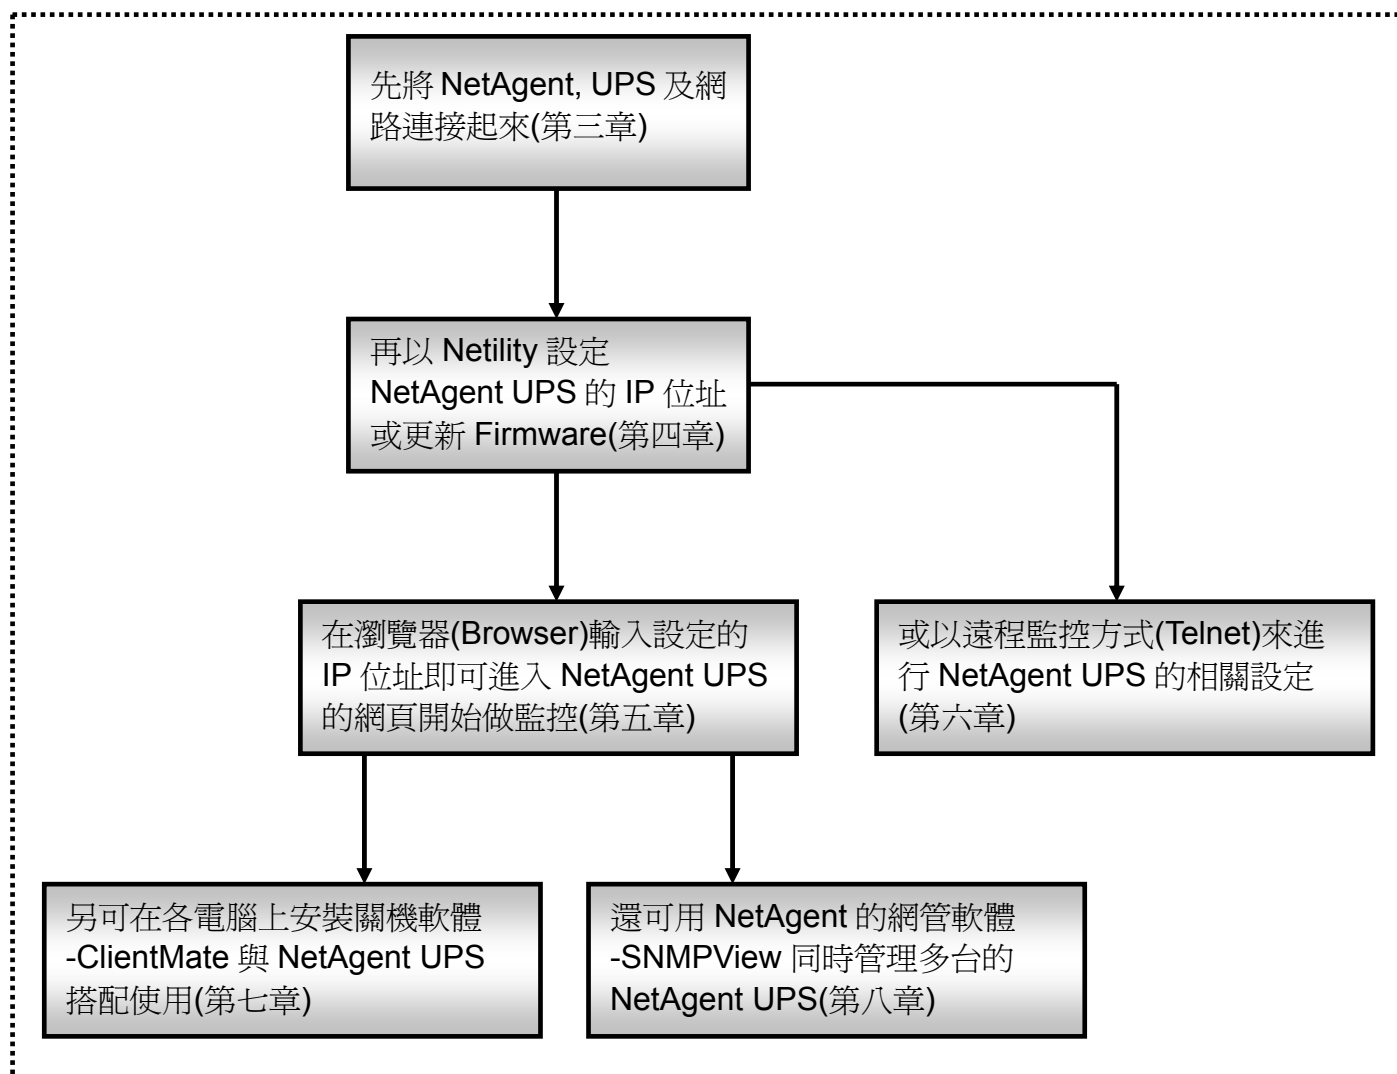 先將 NetAgent, UPS 及網
路連接起來(第三章)
再以 Netility 設定
NetAgent UPS 的 IP 位址
或更新 Firmware(第四章)
在瀏覽器(Browser)輸入設定的
IP 位址即可進入 NetAgent UPS
的網頁開始做監控(第五章)
或以遠程監控方式(Telnet)來進
行 NetAgent UPS 的相關設定
(第六章)
另可在各電腦上安裝關機軟體
-ClientMate 與 NetAgent UPS
搭配使用(第七章)
還可用 NetAgent 的網管軟體
-SNMPView 同時管理多台的
NetAgent UPS(第八章)